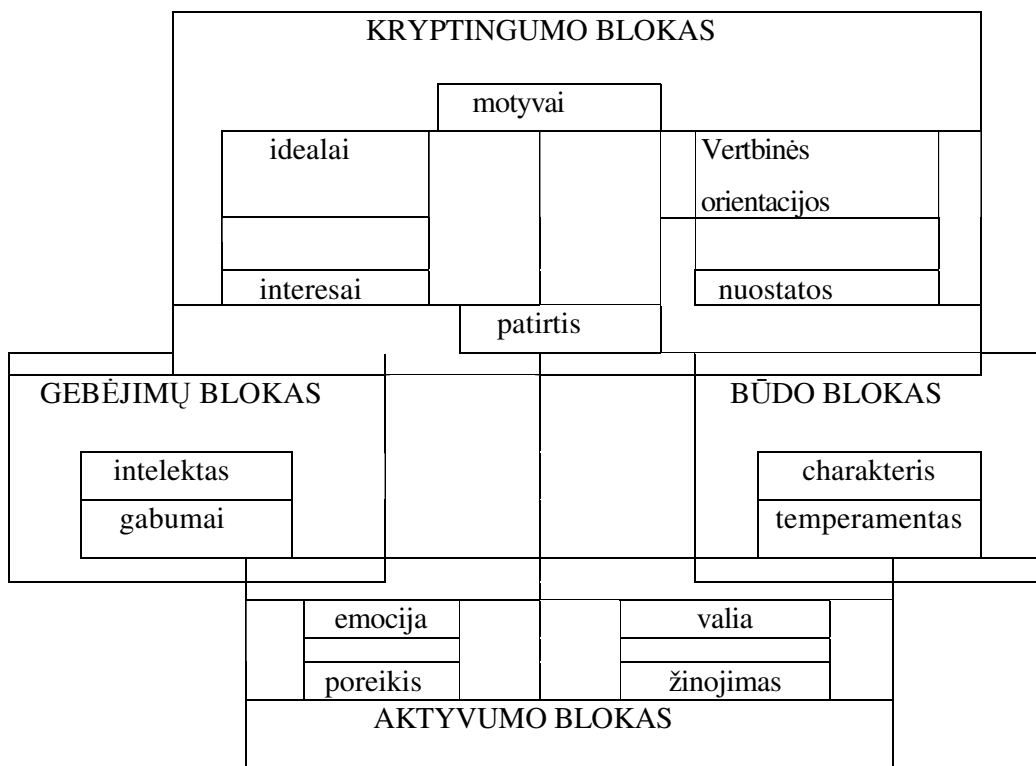 KRYPTINGUMO BLOKAS
motyvai
idealai
Vertbinės
orientacijos
interesai
nuostatos
patirtis
GEBĖJIMŲ BLOKAS
BŪDO BLOKAS
intelektas
charakteris
gabumai
temperamentas
emocija
valia
poreikis
žinojimas
AKTYVUMO BLOKAS